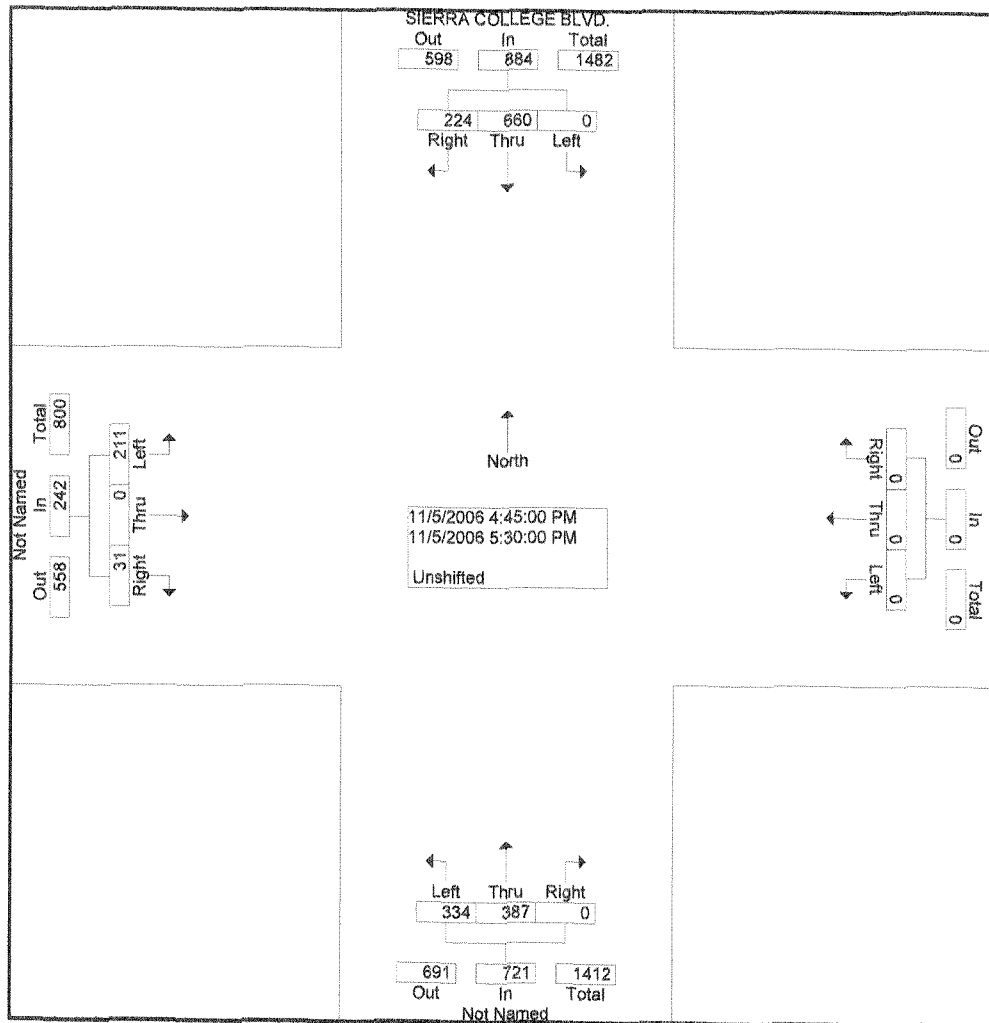 SIERRA COLLEGE BLVD.
Out In Total
598 884 1482
224 660 0
Right Thru Left
Not Named
Total In Out
800 242 558
211 0 31
Left Thru Right
North
11/5/2006 4:45:00 PM
11/5/2006 5:30:00 PM
Unshifted
Right Thru Left
0 0 0
Out In Total
0 0 0
Left Thru Right
334 387 0
691 721 1412
Out In Total
Not Named